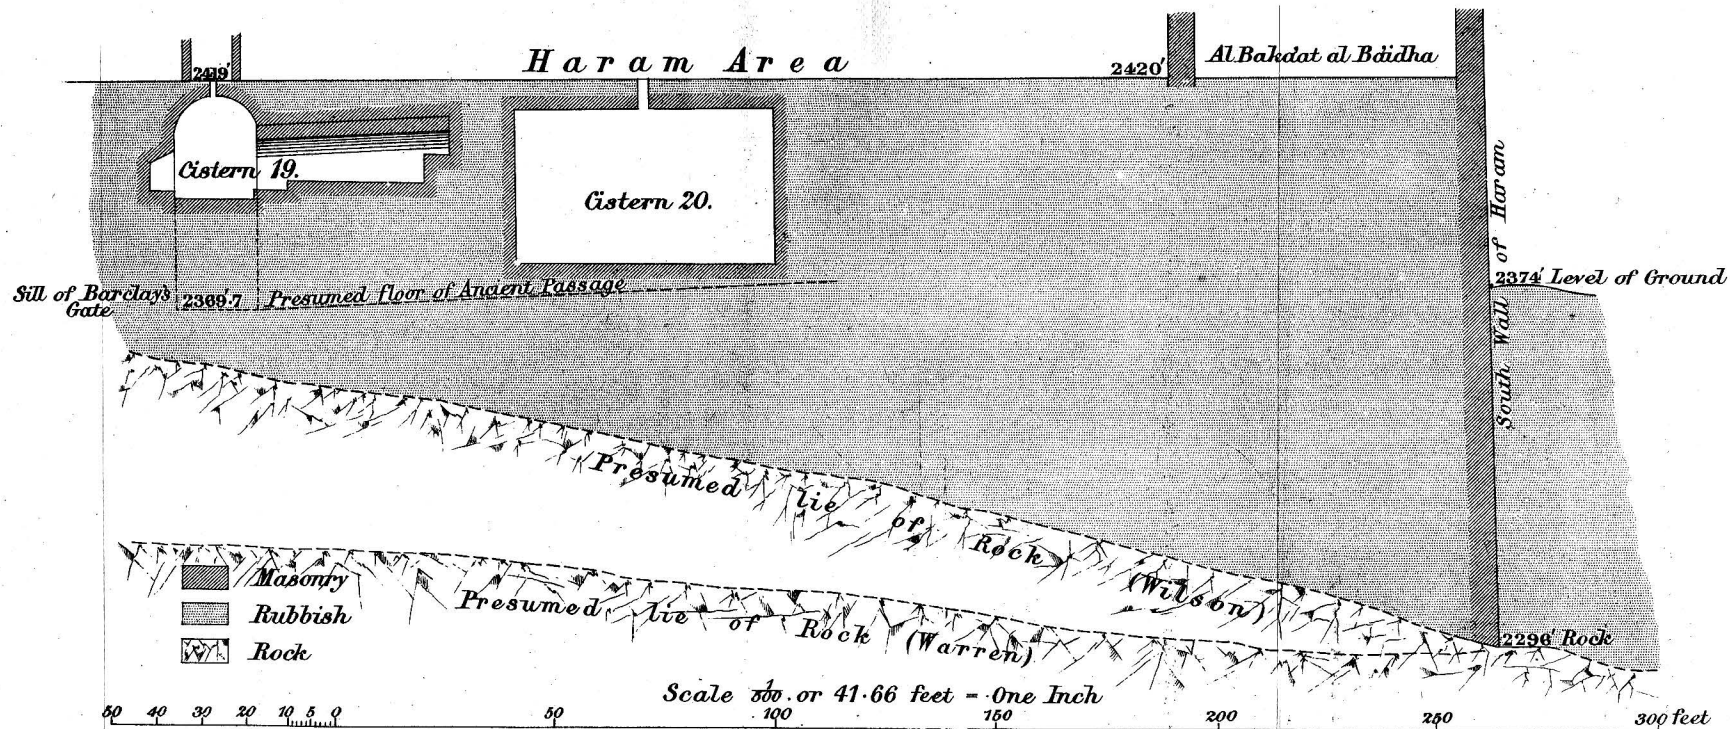 Haram Area
2419'
2420'
Al Bakdat al Báidha
Cistern 19.
Cistern 20.
South Wall of Haram
2374' Level of Ground
Sill of Barclay's
Gate
2369'.7
Presumed floor of Ancient Passage
Presumed lie of Rock (Wilson)
Presumed lie of Rock (Warren)
2296' Rock
Masonry
Rubbish
Rock
Scale 1/500. or 41.66 feet = One Inch
50 40 30 20 10 5 0 50 100 150 200 250 300 feet